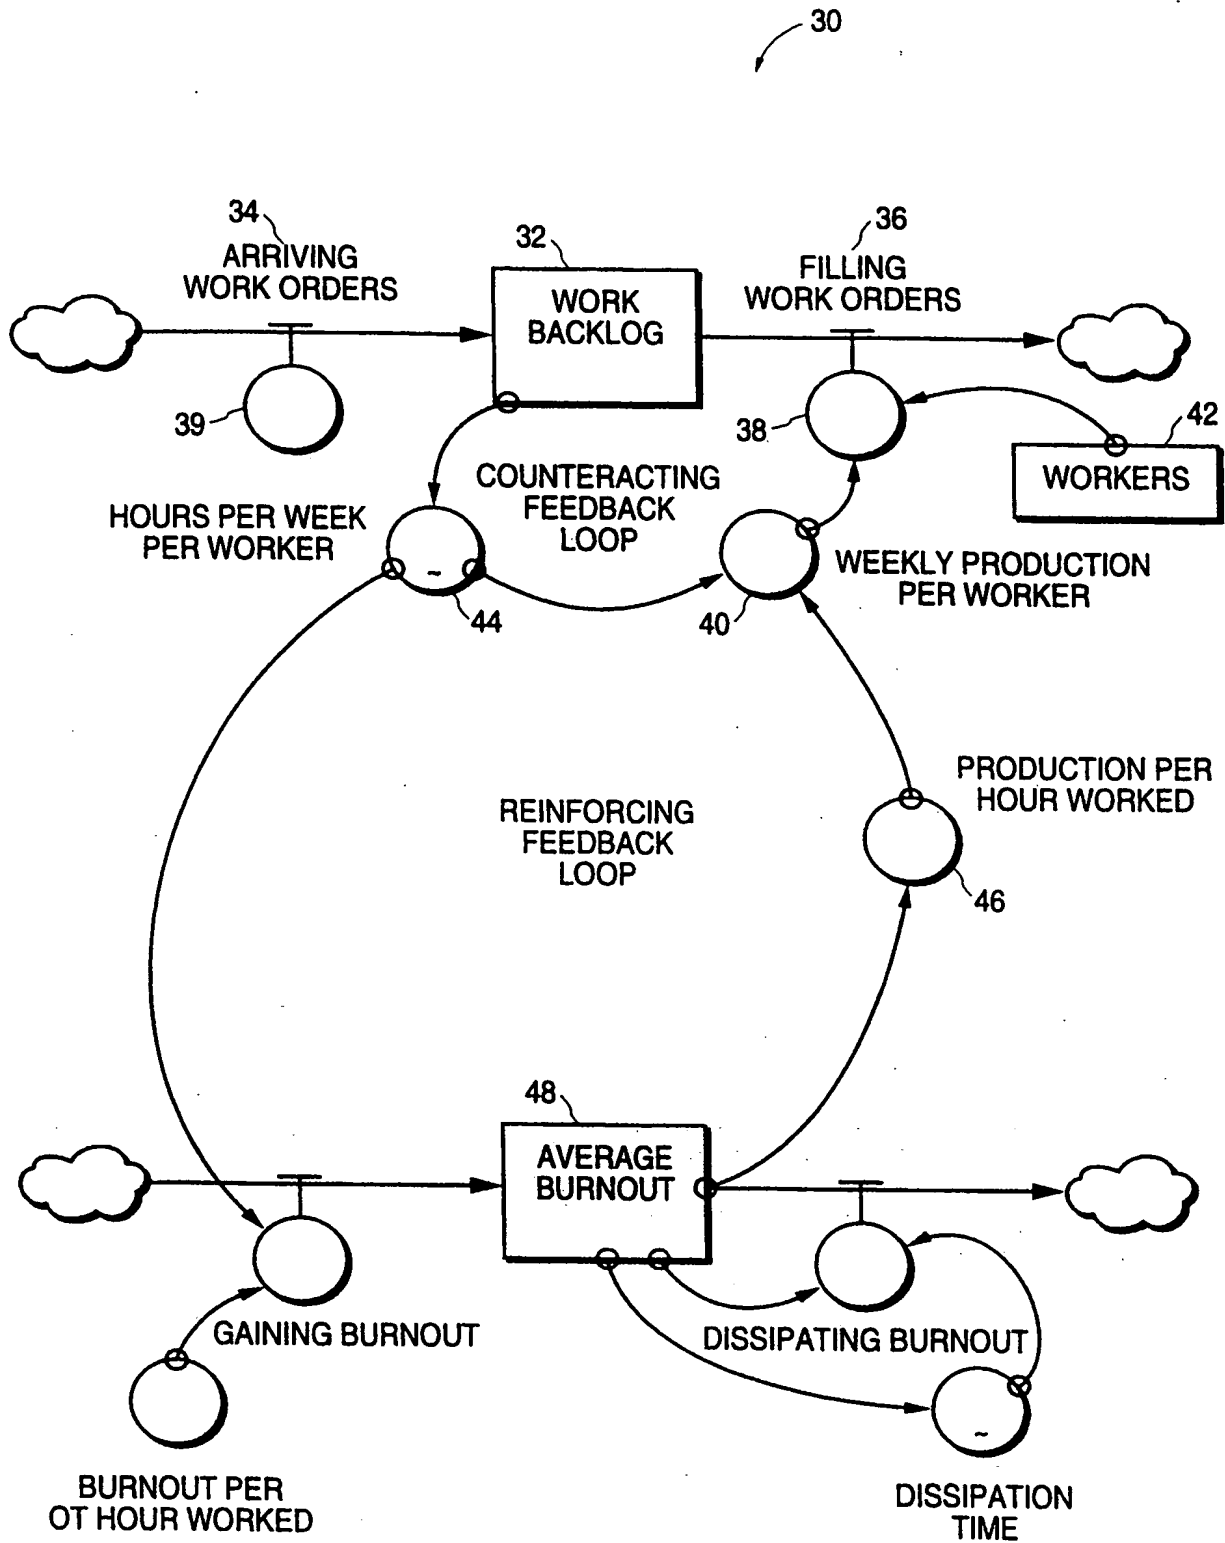 30
34
ARRIVING
WORK ORDERS
32
WORK
BACKLOG
36
FILLING
WORK ORDERS
39
38
42
WORKERS
COUNTERACTING
FEEDBACK
LOOP
HOURS PER WEEK
PER WORKER
~
44
40
WEEKLY PRODUCTION
PER WORKER
PRODUCTION PER
HOUR WORKED
46
REINFORCING
FEEDBACK
LOOP
48
AVERAGE
BURNOUT
GAINING BURNOUT
DISSIPATING BURNOUT
~
BURNOUT PER
OT HOUR WORKED
DISSIPATION
TIME